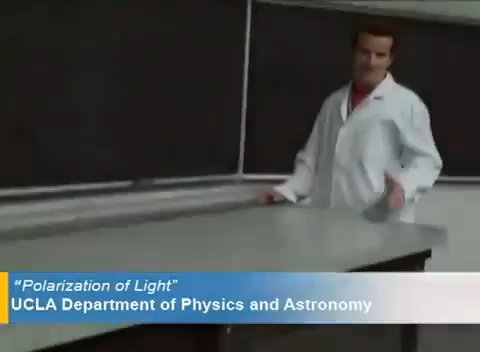 “Polarization of Light”
UCLA Department of Physics and Astronomy